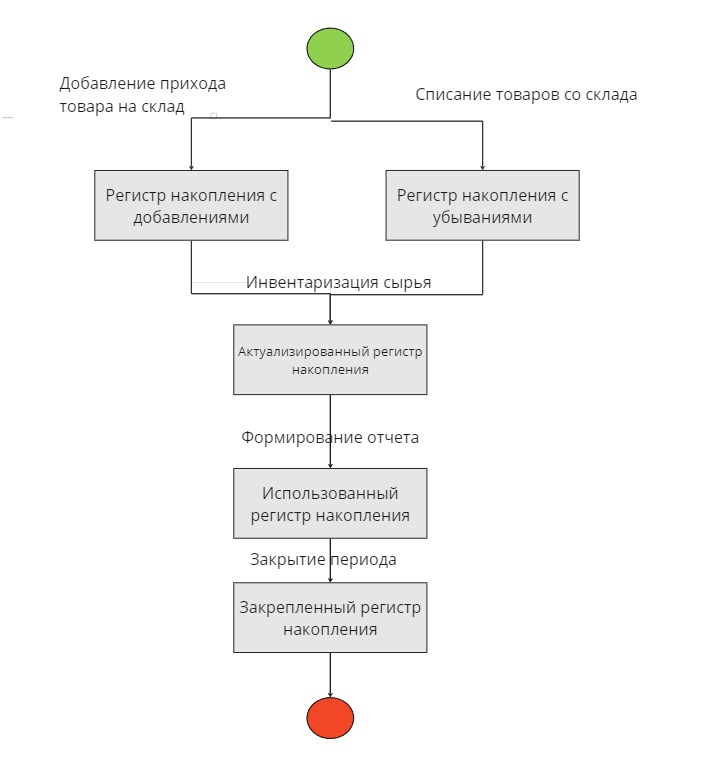 Добавление прихода
товара на склад
Списание товаров со склада
Регистр накопления с
добавлениями
Регистр накопления с
убываниями
Инвентаризация сырья
Актуализированный регистр
накопления
Формирование отчета
Использованный
регистр накопления
Закрытие периода
Закрепленный регистр
накопления